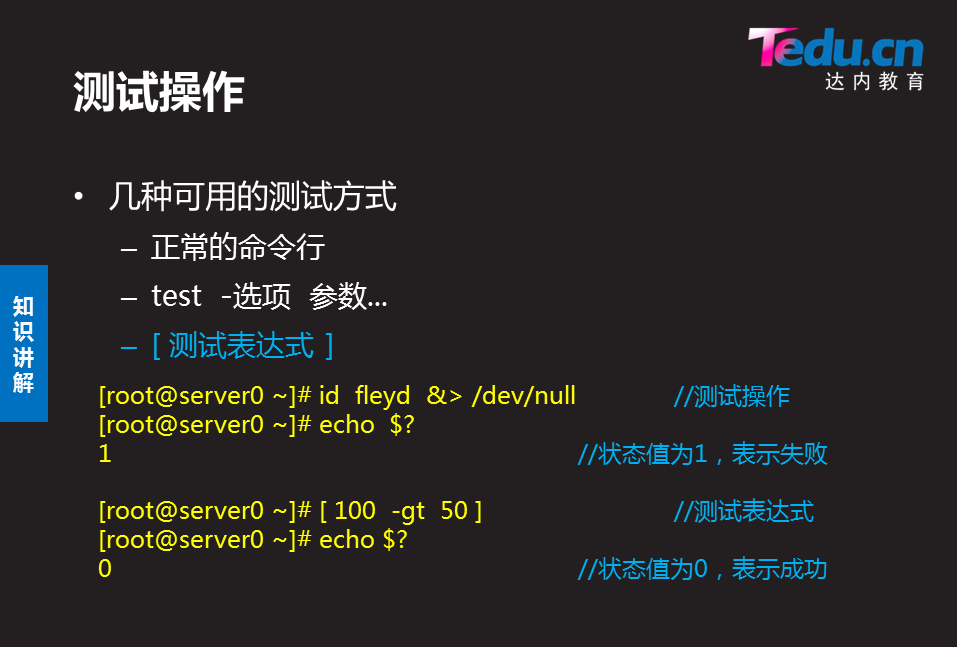 Tedu.cn
达内教育
测试操作
• 几种可用的测试方式
– 正常的命令行
– test -选项 参数...
– [ 测试表达式 ]
知识讲解
[root@server0 ~]# id fleyd &> /dev/null //测试操作
[root@server0 ~]# echo $?
1 //状态值为1，表示失败
[root@server0 ~]# [ 100 -gt 50 ] //测试表达式
[root@server0 ~]# echo $?
0 //状态值为0，表示成功